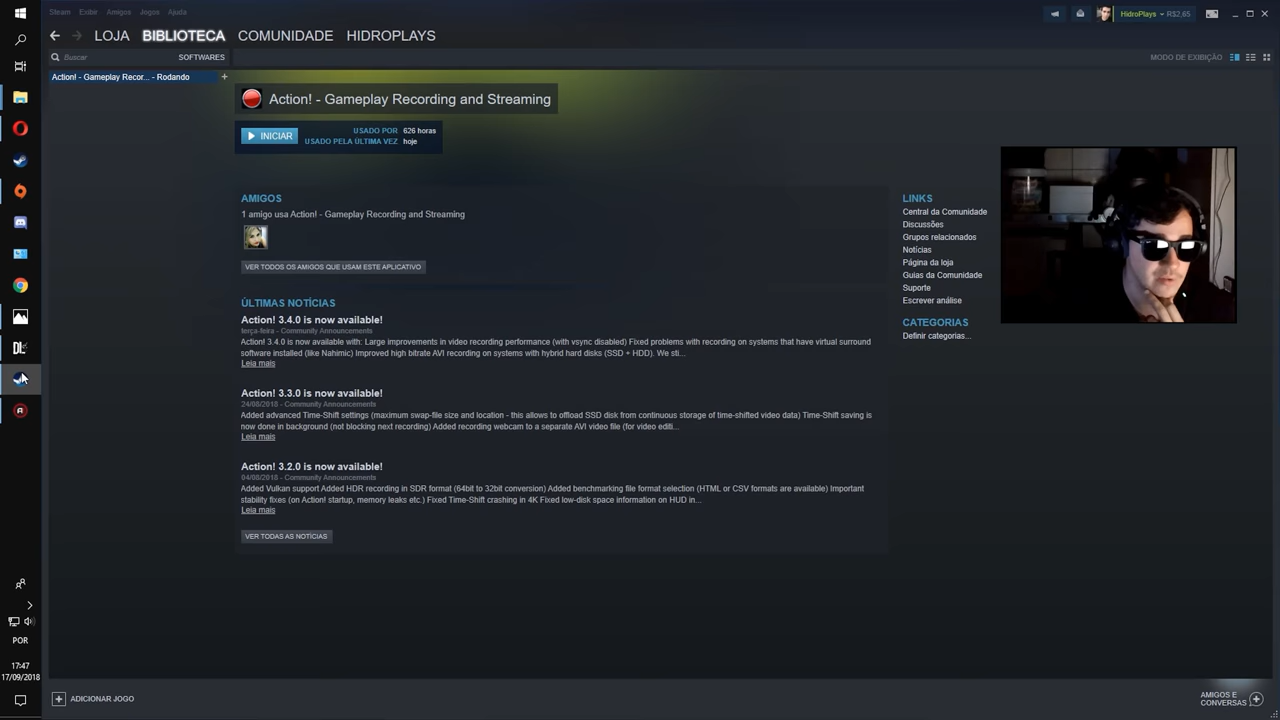 Steam Exibir Amigos Jogos Ajuda
HidroPlays R$2,65
LOJA BIBLIOTECA COMUNIDADE HIDROPLAYS
Buscar SOFTWARES MODO DE EXIBIÇÃO
Action! - Gameplay Recor... - Rodando +
Action! - Gameplay Recording and Streaming
INICIAR
USADO POR 626 horas
USADO PELA ÚLTIMA VEZ hoje
AMIGOS
1 amigo usa Action! - Gameplay Recording and Streaming
VER TODOS OS AMIGOS QUE USAM ESTE APLICATIVO
ÚLTIMAS NOTÍCIAS
Action! 3.4.0 is now available!
terça-feira - Community Announcements
Action! 3.4.0 is now available with: Large improvements in video recording performance (with vsync disabled) Fixed problems with recording on systems that have virtual surround
software installed (like Nahimic) Improved high bitrate AVI recording on systems with hybrid hard disks (SSD + HDD). We sti...
Leia mais
Action! 3.3.0 is now available!
24/08/2018 - Community Announcements
Added advanced Time-Shift settings (maximum swap-file size and location - this allows to offload SSD disk from continuous storage of time-shifted video data) Time-Shift saving is
now done in background (not blocking next recording) Added recording webcam to a separate AVI video file (for video editi...
Leia mais
Action! 3.2.0 is now available!
04/08/2018 - Community Announcements
Added Vulkan support Added HDR recording in SDR format (64bit to 32bit conversion) Added benchmarking file format selection (HTML or CSV formats are available) Important
stability fixes (on Action! startup, memory leaks etc.) Fixed Time-Shift crashing in 4K Fixed low-disk space information on HUD in...
Leia mais
VER TODAS AS NOTÍCIAS
LINKS
Central da Comunidade
Discussões
Grupos relacionados
Notícias
Página da loja
Guias da Comunidade
Suporte
Escrever análise
CATEGORIAS
Definir categorias...
POR
17:47
17/09/2018
+ ADICIONAR JOGO
AMIGOS E
CONVERSAS +